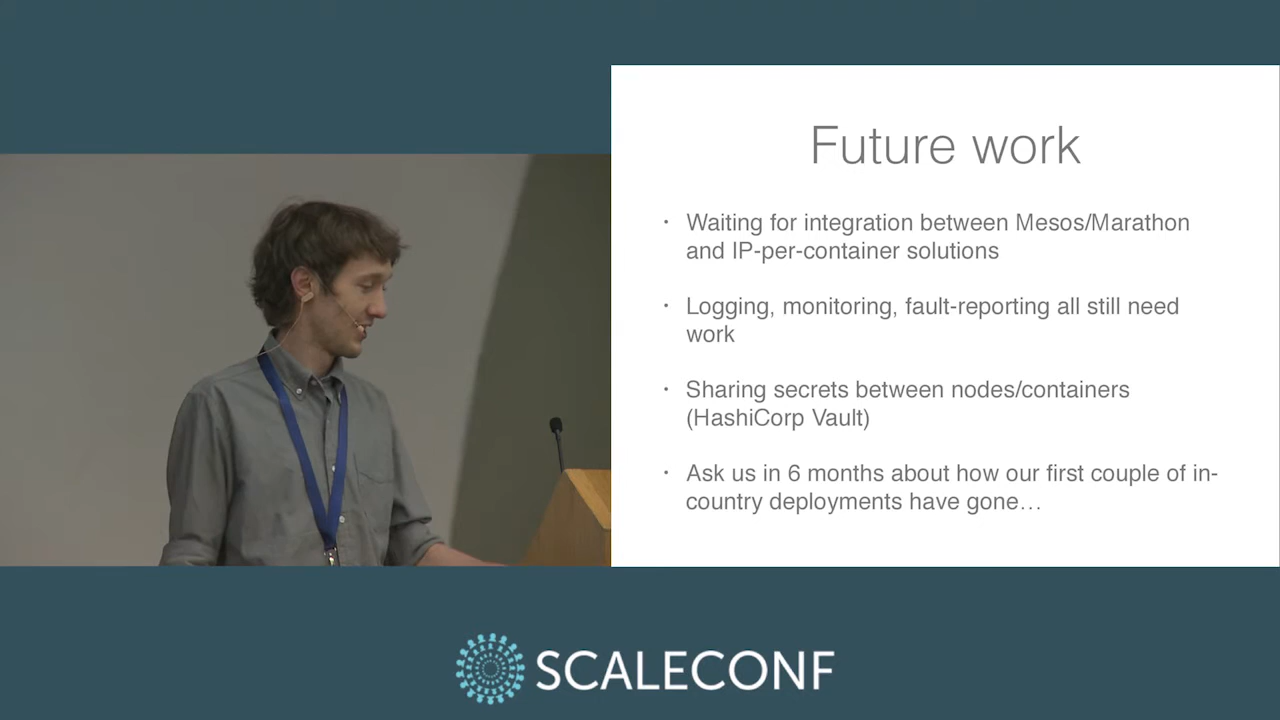 Future work
• Waiting for integration between Mesos/Marathon
and IP-per-container solutions
• Logging, monitoring, fault-reporting all still need
work
• Sharing secrets between nodes/containers
(HashiCorp Vault)
• Ask us in 6 months about how our first couple of in-
country deployments have gone…
SCALECONF